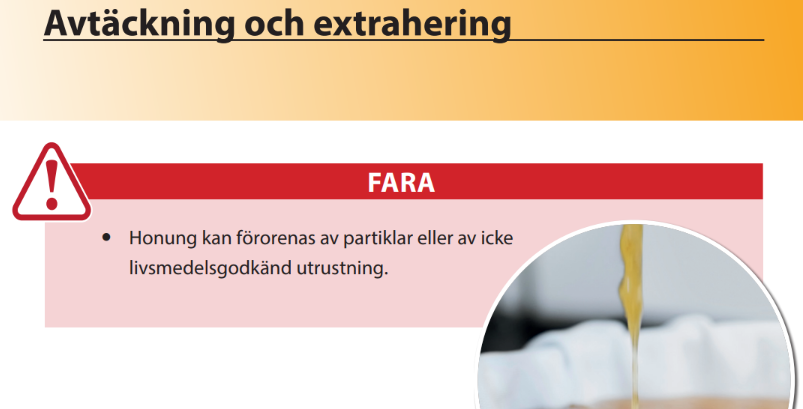 Avtäckning och extrahering
FARA
• Honung kan förorenas av partiklar eller av icke
livsmedelsgodkänd utrustning.